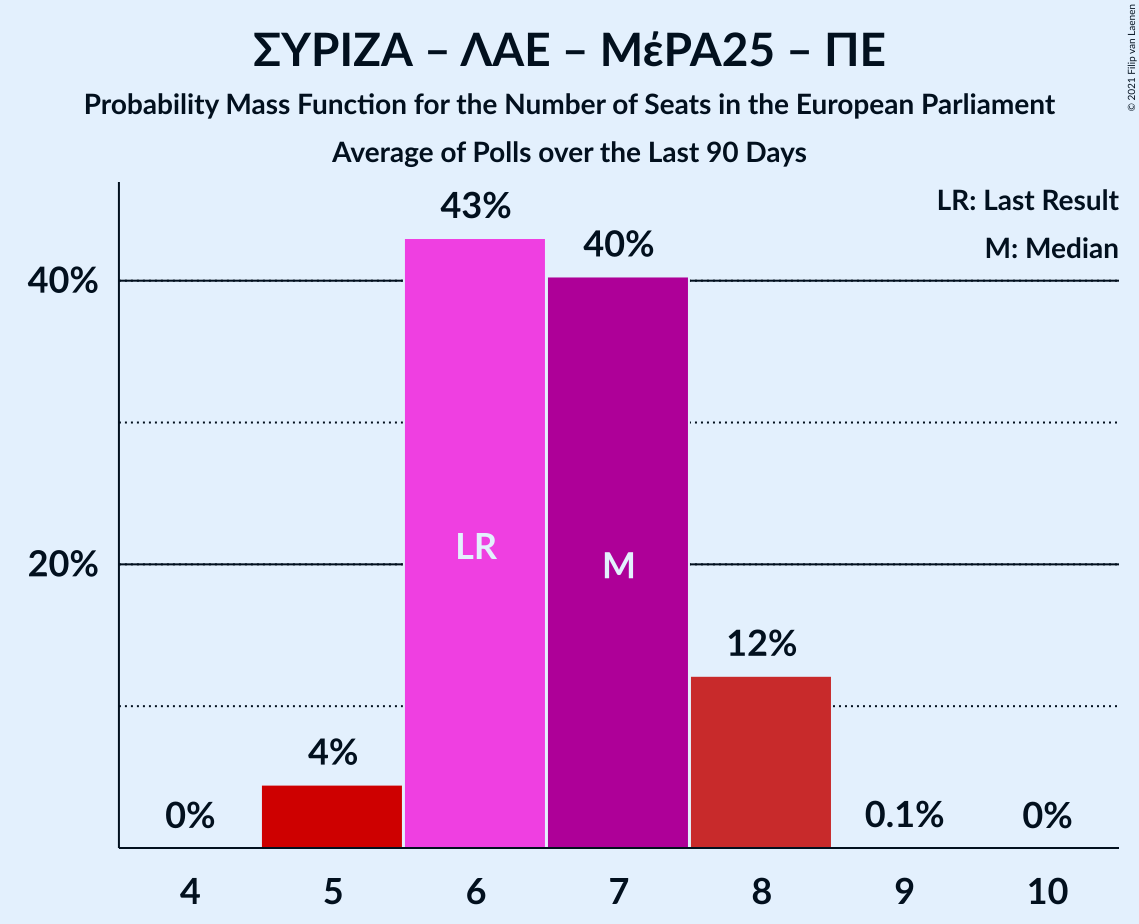 ΣΥΡΙΖΑ – ΛΑΕ – ΜέΡΑ25 – ΠΕ
Probability Mass Function for the Number of Seats in the European Parliament
Average of Polls over the Last 90 Days
© 2021 Filip van Laenen
LR: Last Result
M: Median
43%
40%
40%
20%
LR
M
12%
4%
0%
0.1%
0%
4 5 6 7 8 9 10